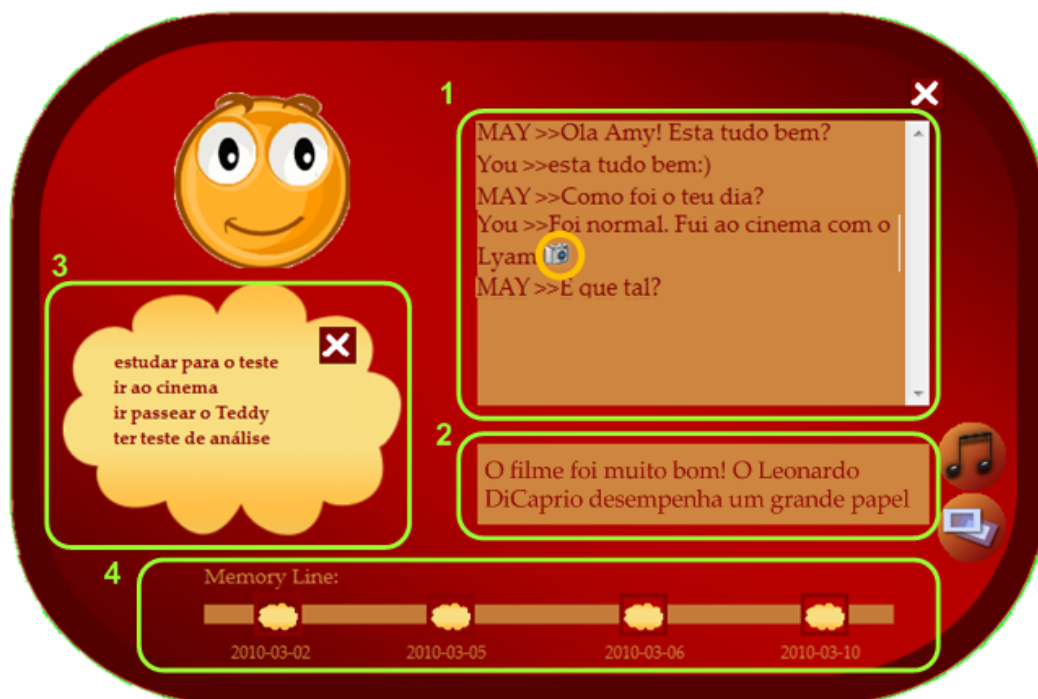 1
MAY >>Ola Amy! Esta tudo bem?
You >>esta tudo bem:)
MAY >>Como foi o teu dia?
You >>Foi normal. Fui ao cinema com o
Lyam
MAY >>E que tal?
3
estudar para o teste
ir ao cinema
ir passear o Teddy
ter teste de análise
2
O filme foi muito bom! O Leonardo
DiCaprio desempenha um grande papel
4
Memory Line:
2010-03-02 2010-03-05 2010-03-06 2010-03-10